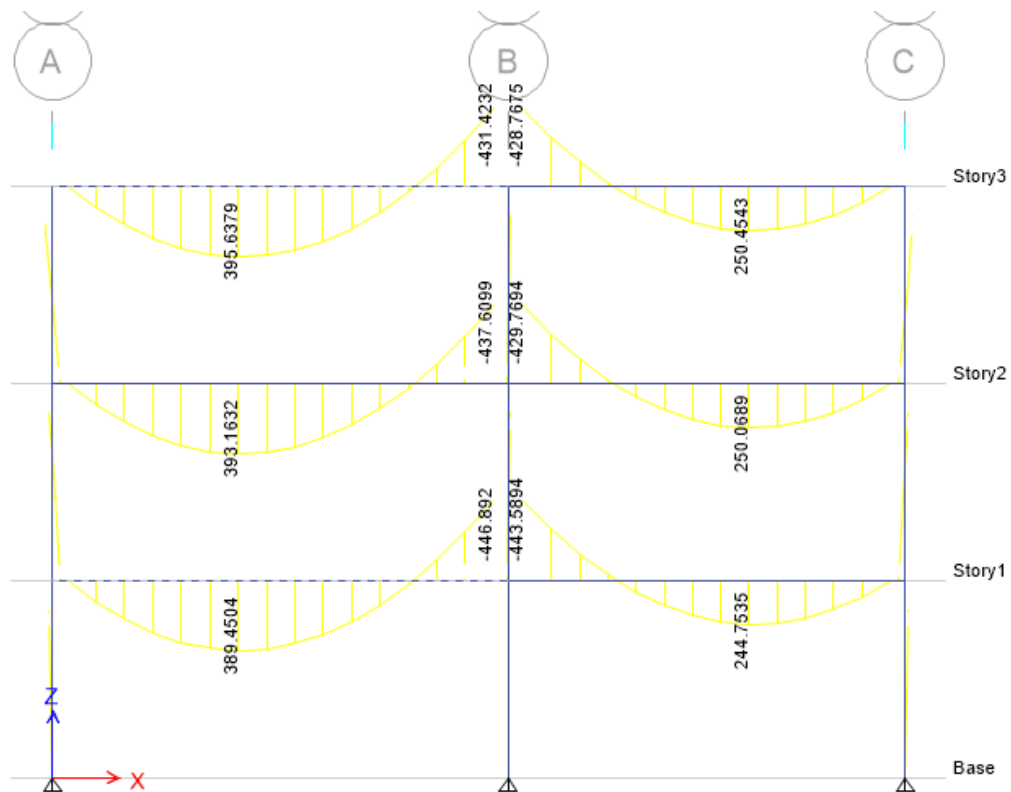 A
B
C
-431.4232
-428.7675
Story3
395.6379
250.4543
-437.6099
-429.7694
Story2
393.1632
250.0689
-446.892
-443.5894
Story1
389.4504
244.7535
Z
X
Base